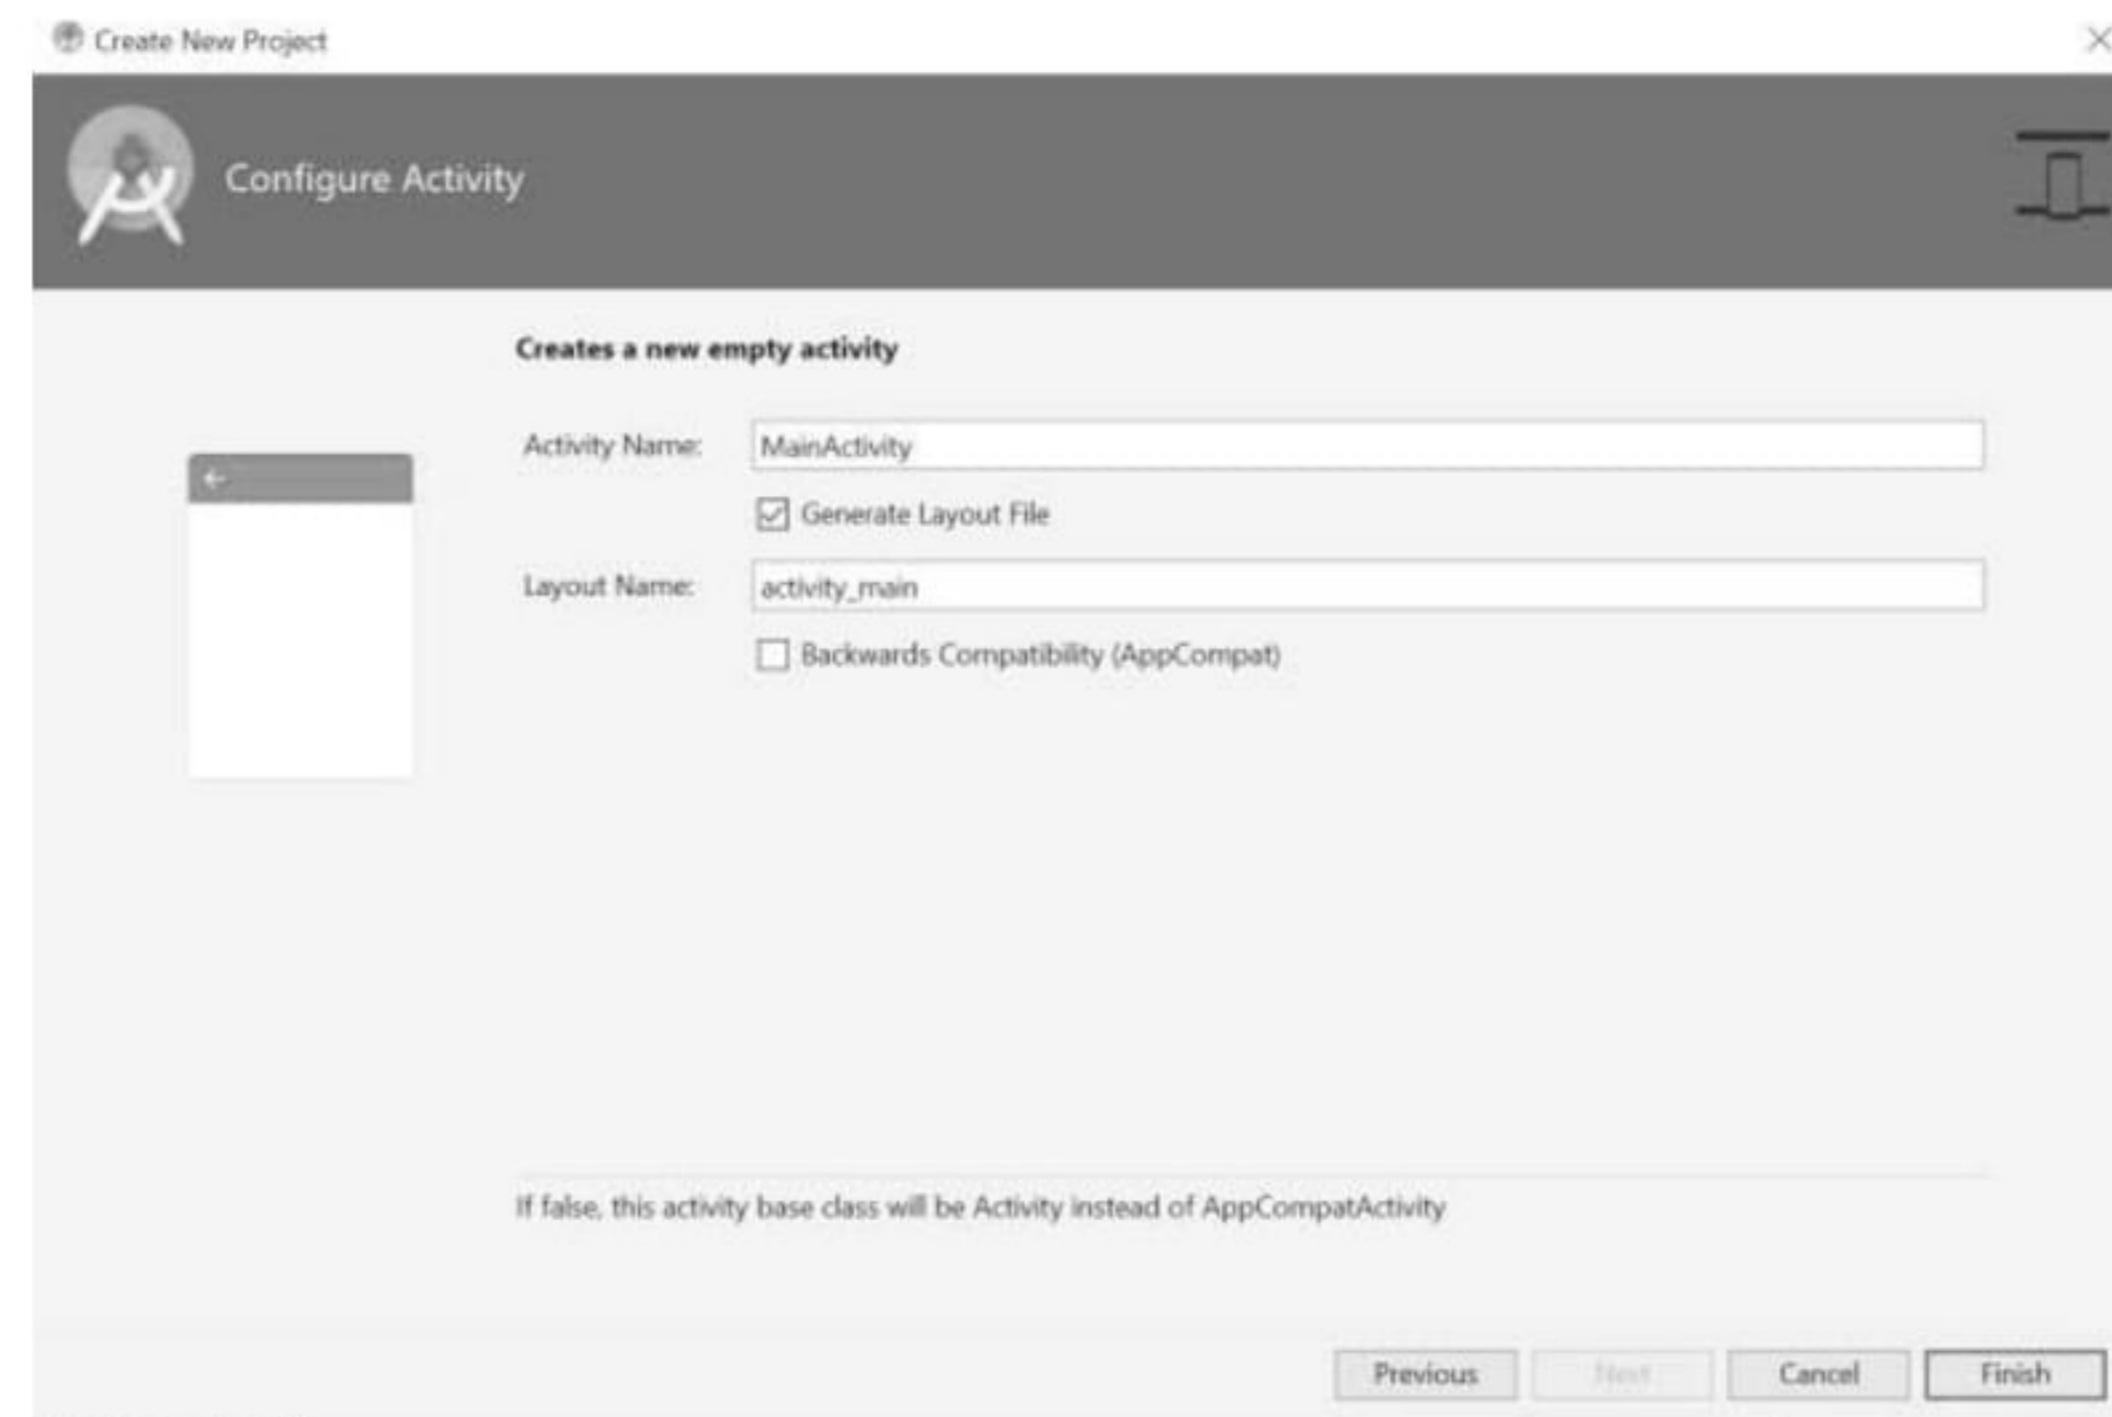 Create New Project
Configure Activity
Creates a new empty activity
Activity Name: MainActivity
Generate Layout File
Layout Name: activity_main
Backwards Compatibility (AppCompat)
If false, this activity base class will be Activity instead of AppCompatActivity
Previous Next Cancel Finish